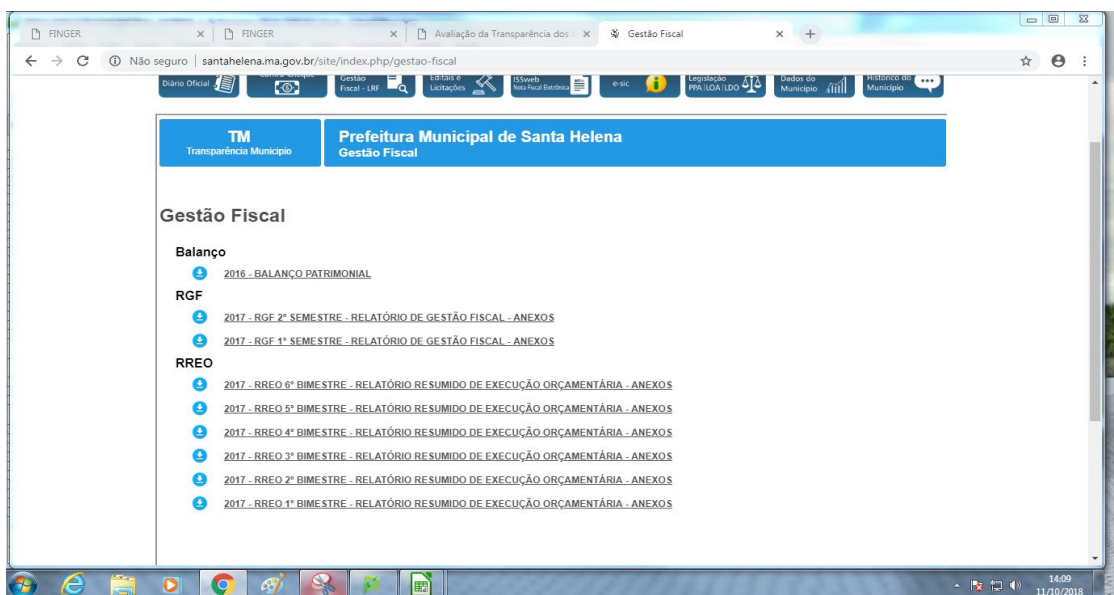 FINGER
FINGER
Avaliação da Transparência dos
Gestão Fiscal
Não seguro | santahelena.ma.gov.br/site/index.php/gestao-fiscal
Diário Oficial
Gestão
Fiscal - LRF
Editais e
Licitações
ISSweb
Nota Fiscal Eletrônica
e-sic
Legislação
PPA | LOA | LDO
Dados do
Município
Histórico do
Município
TM
Transparência Município
Prefeitura Municipal de Santa Helena
Gestão Fiscal
Gestão Fiscal
Balanço
2016 - BALANÇO PATRIMONIAL
RGF
2017 - RGF 2º SEMESTRE - RELATÓRIO DE GESTÃO FISCAL - ANEXOS
2017 - RGF 1º SEMESTRE - RELATÓRIO DE GESTÃO FISCAL - ANEXOS
RREO
2017 - RREO 6º BIMESTRE - RELATÓRIO RESUMIDO DE EXECUÇÃO ORÇAMENTÁRIA - ANEXOS
2017 - RREO 5º BIMESTRE - RELATÓRIO RESUMIDO DE EXECUÇÃO ORÇAMENTÁRIA - ANEXOS
2017 - RREO 4º BIMESTRE - RELATÓRIO RESUMIDO DE EXECUÇÃO ORÇAMENTÁRIA - ANEXOS
2017 - RREO 3º BIMESTRE - RELATÓRIO RESUMIDO DE EXECUÇÃO ORÇAMENTÁRIA - ANEXOS
2017 - RREO 2º BIMESTRE - RELATÓRIO RESUMIDO DE EXECUÇÃO ORÇAMENTÁRIA - ANEXOS
2017 - RREO 1º BIMESTRE - RELATÓRIO RESUMIDO DE EXECUÇÃO ORÇAMENTÁRIA - ANEXOS
14:09
11/10/2018